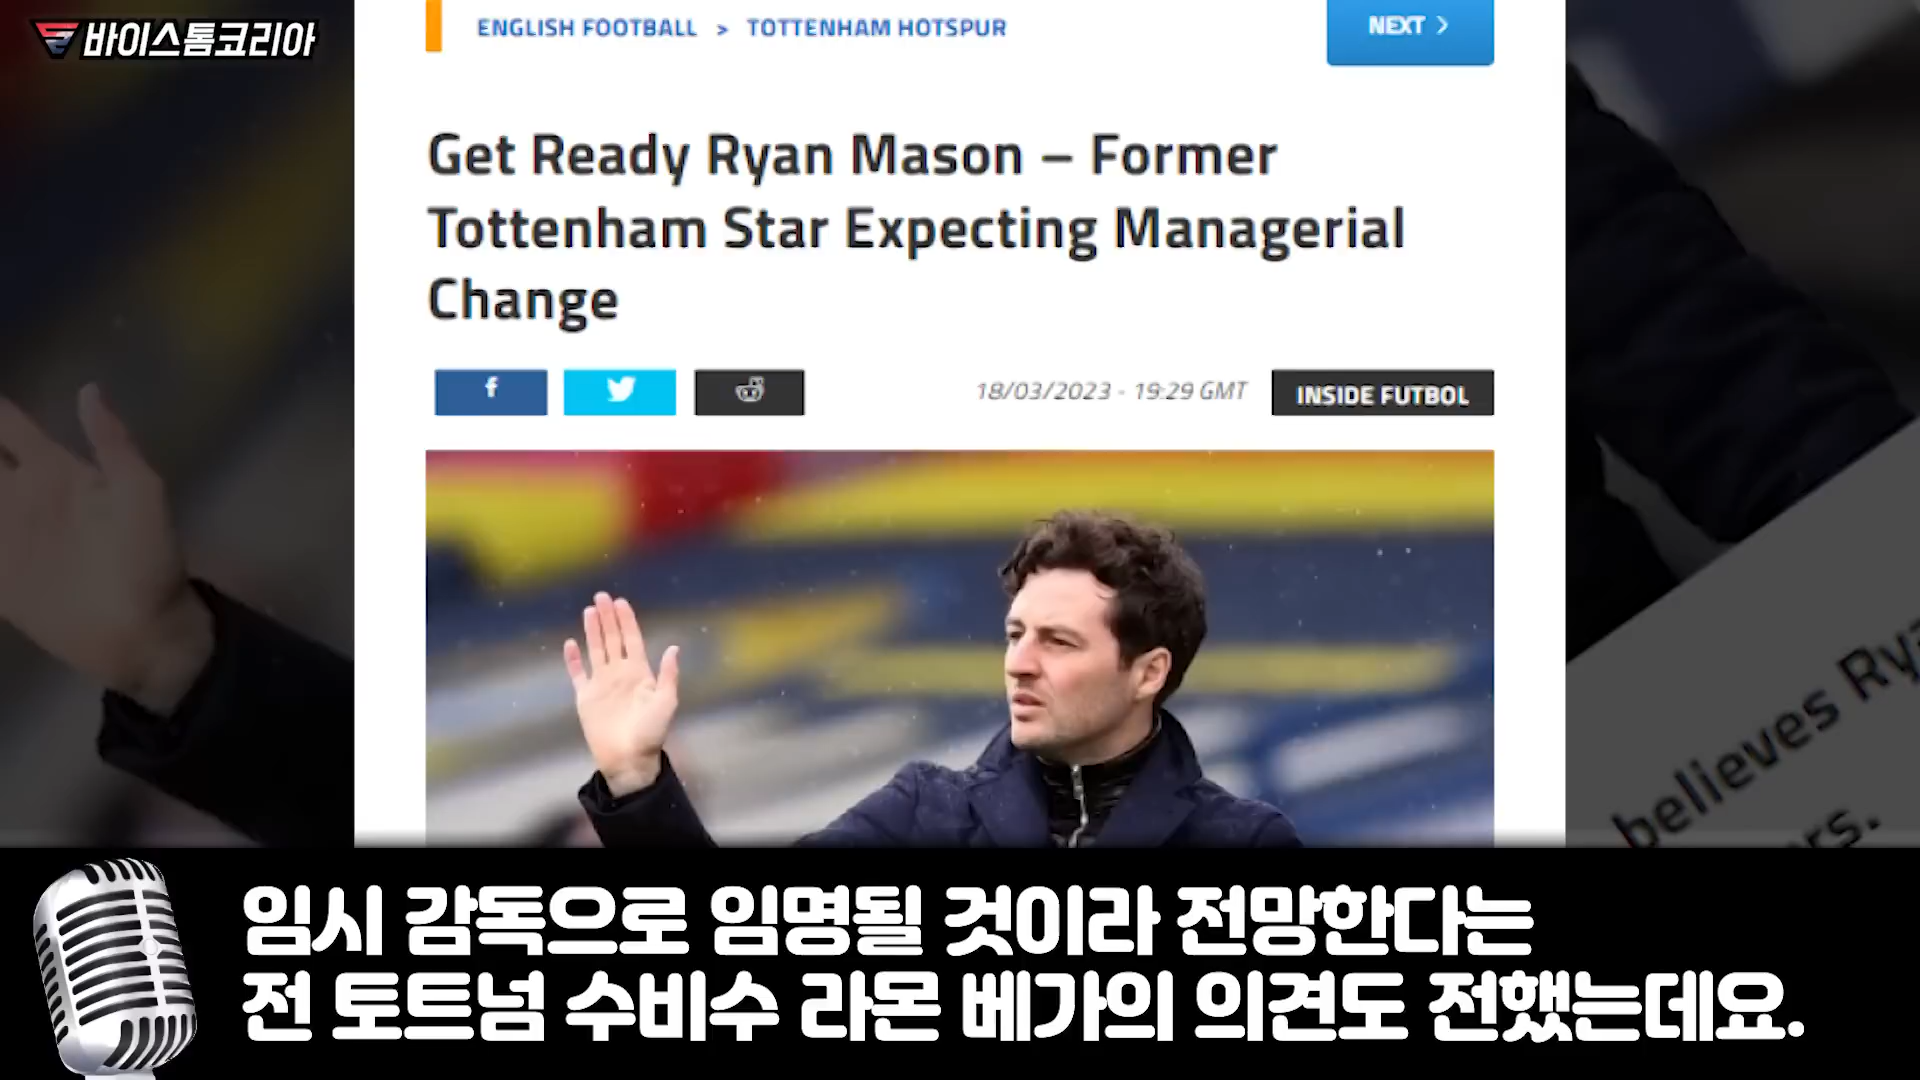 바이스톰코리아
ENGLISH FOOTBALL > TOTTENHAM HOTSPUR
NEXT >
Get Ready Ryan Mason – Former
Tottenham Star Expecting Managerial
Change
18/03/2023 - 19:29 GMT
INSIDE FUTBOL
believes
임시 감독으로 임명될 것이라 전망한다는
전 토트넘 수비수 라몬 베가의 의견도 전했는데요.